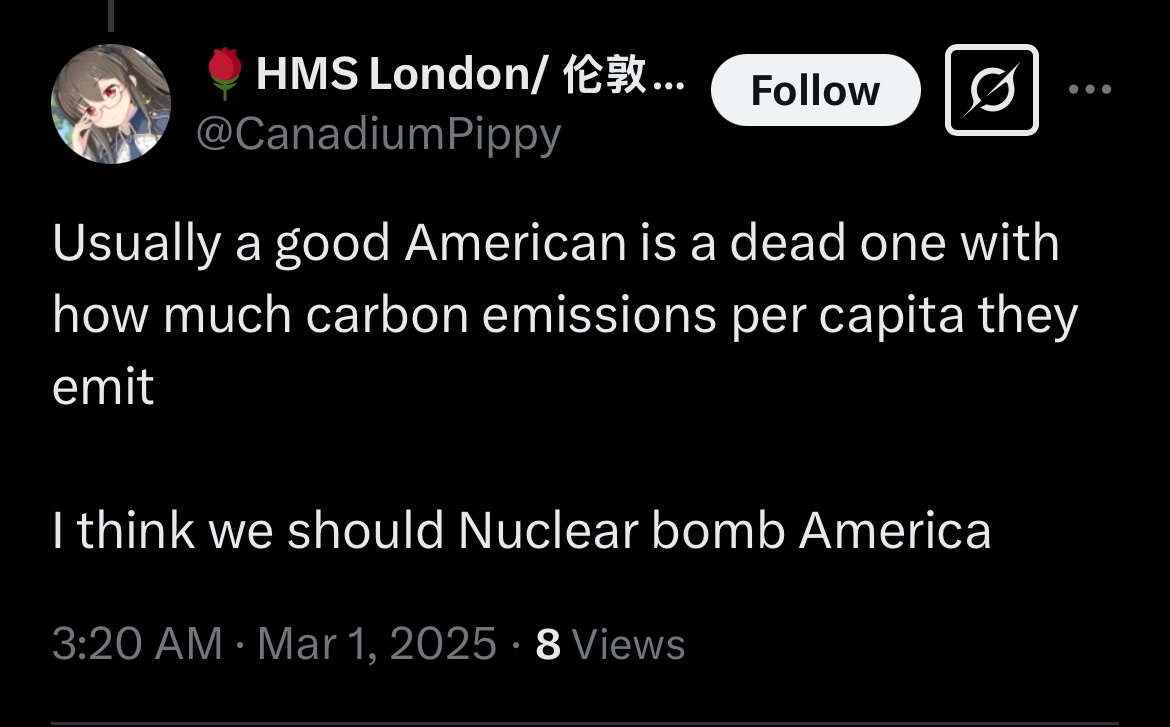 🌹 HMS London/ 伦敦...
Follow
@CanadiumPippy
Usually a good American is a dead one with
how much carbon emissions per capita they
emit
I think we should Nuclear bomb America
3:20 AM · Mar 1, 2025 · 8 Views